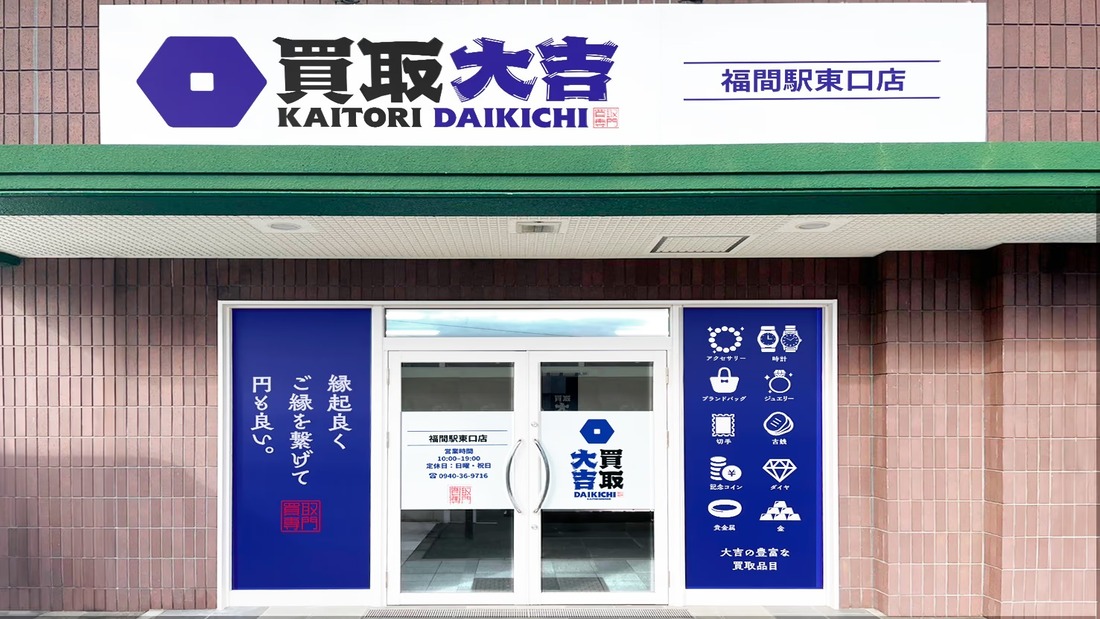 買取大吉
KAITORI DAIKICHI
福間駅東口店
縁起良く
ご縁を繋げて
円も良い。
福間駅東口店
営業時間
10:00-19:00
定休日：日曜・祝日
☎ 0940-36-9716
買取
大吉
DAIKICHI
アクセサリー
時計
ブランドバッグ
ジュエリー
切手
古銭
記念コイン
ダイヤ
貴金属
金
大吉の豊富な
買取品目